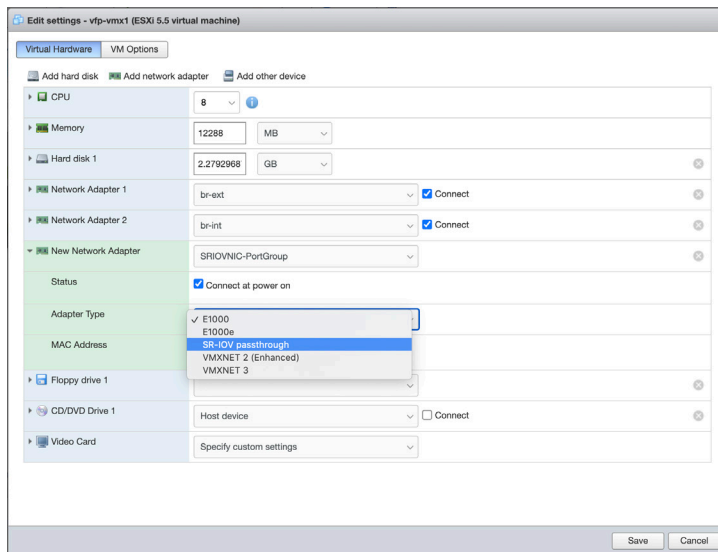 Edit settings - vfp-vmx1 (ESXi 5.5 virtual machine)
Virtual Hardware VM Options
Add hard disk Add network adapter Add other device
CPU 8
Memory 12288 MB
Hard disk 1 2.2792968 GB
Network Adapter 1 br-ext Connect
Network Adapter 2 br-int Connect
New Network Adapter SRIOVNIC-PortGroup
Status Connect at power on
Adapter Type
✓ E1000
E1000e
SR-IOV passthrough
MAC Address
VMXNET 2 (Enhanced)
VMXNET 3
Floppy drive 1
CD/DVD Drive 1 Host device Connect
Video Card Specify custom settings
Save Cancel